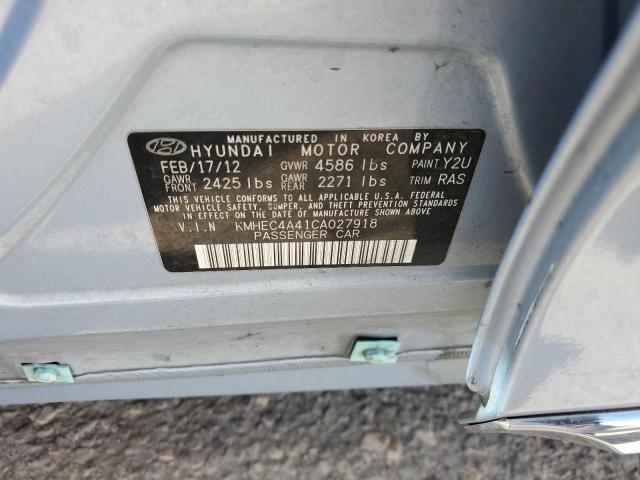 MANUFACTURED IN KOREA BY
HYUNDAI MOTOR COMPANY
FEB/17/12 GVWR 4586 lbs PAINT Y2U
GAWR FRONT 2425 lbs GAWR REAR 2271 lbs TRIM RAS
THIS VEHICLE CONFORMS TO ALL APPLICABLE U.S.A. FEDERAL
MOTOR VEHICLE SAFETY, BUMPER, AND THEFT PREVENTION STANDARDS
IN EFFECT ON THE DATE OF MANUFACTURE SHOWN ABOVE.
V.I.N KMHEC4A41CA027918
PASSENGER CAR